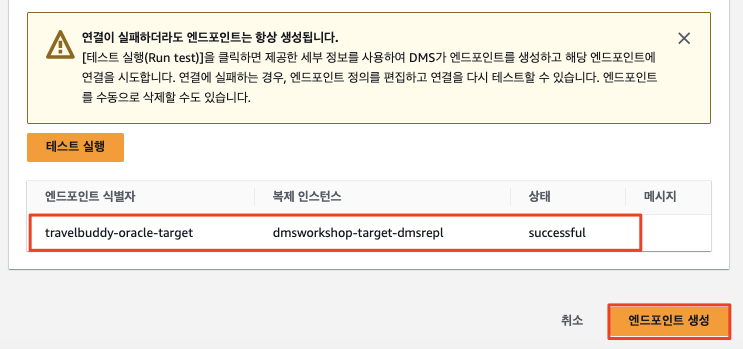 연결이 실패하더라도 엔드포인트는 항상 생성됩니다.
[테스트 실행(Run test)]을 클릭하면 제공한 세부 정보를 사용하여 DMS가 엔드포인트를 생성하고 해당 엔드포인트에
연결을 시도합니다. 연결에 실패하는 경우, 엔드포인트 정의를 편집하고 연결을 다시 테스트할 수 있습니다. 엔드포인트
를 수동으로 삭제할 수도 있습니다.
테스트 실행
엔드포인트 식별자 복제 인스턴스 상태 메시지
travelbuddy-oracle-target dmsworkshop-target-dmsrepl successful
취소 엔드포인트 생성